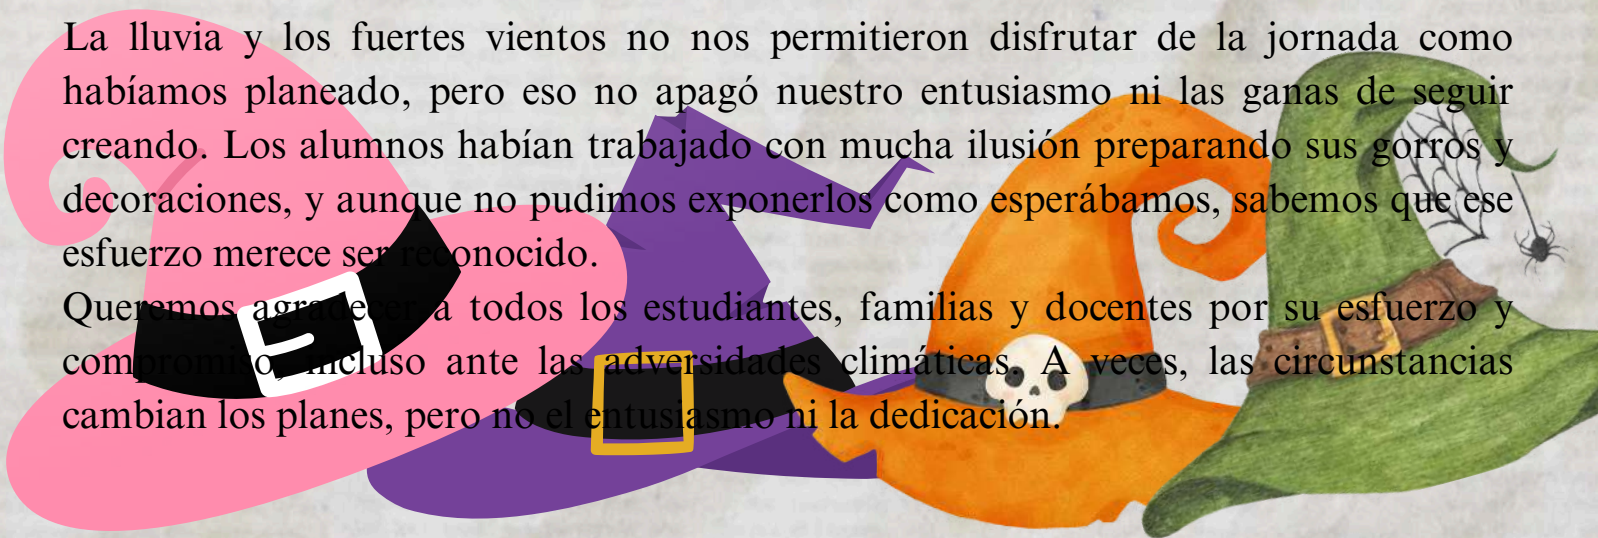 La lluvia y los fuertes vientos no nos permitieron disfrutar de la jornada como
habíamos planeado, pero eso no apagó nuestro entusiasmo ni las ganas de seguir
creando. Los alumnos habían trabajado con mucha ilusión preparando sus gorros y
decoraciones, y aunque no pudimos exponerlos como esperábamos, sabemos que ese
esfuerzo merece ser reconocido.
Queremos agradecer a todos los estudiantes, familias y docentes por su esfuerzo y
compromiso, incluso ante las adversidades climáticas. A veces, las circunstancias
cambian los planes, pero no el entusiasmo ni la dedicación.